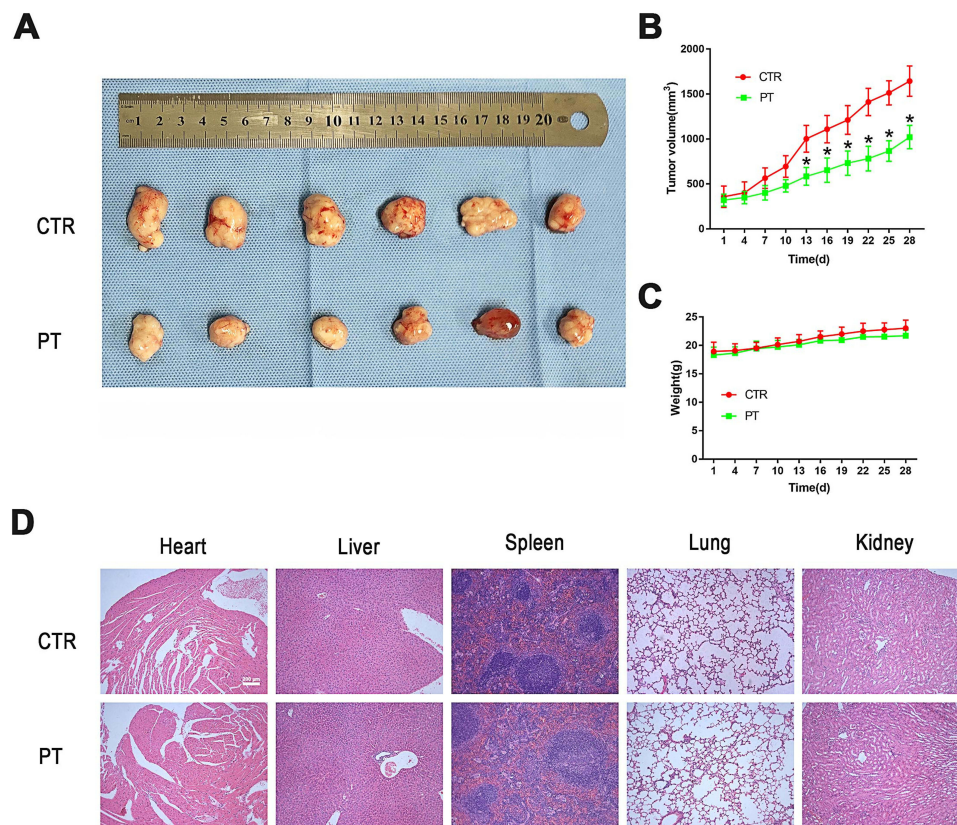 A
1 2 3 4 5 6 7 8 9 10 11 12 13 14 15 16 17 18 19 20
cm
CTR
PT
B
2000
1500
1000
500
0
Tumor volume(mm³)
CTR
PT
* * * * * *
1 4 7 10 13 16 19 22 25 28
Time(d)
C
25
20
15
10
5
0
Weight(g)
CTR
PT
1 4 7 10 13 16 19 22 25 28
Time(d)
D
Heart Liver Spleen Lung Kidney
CTR
200 μm
PT